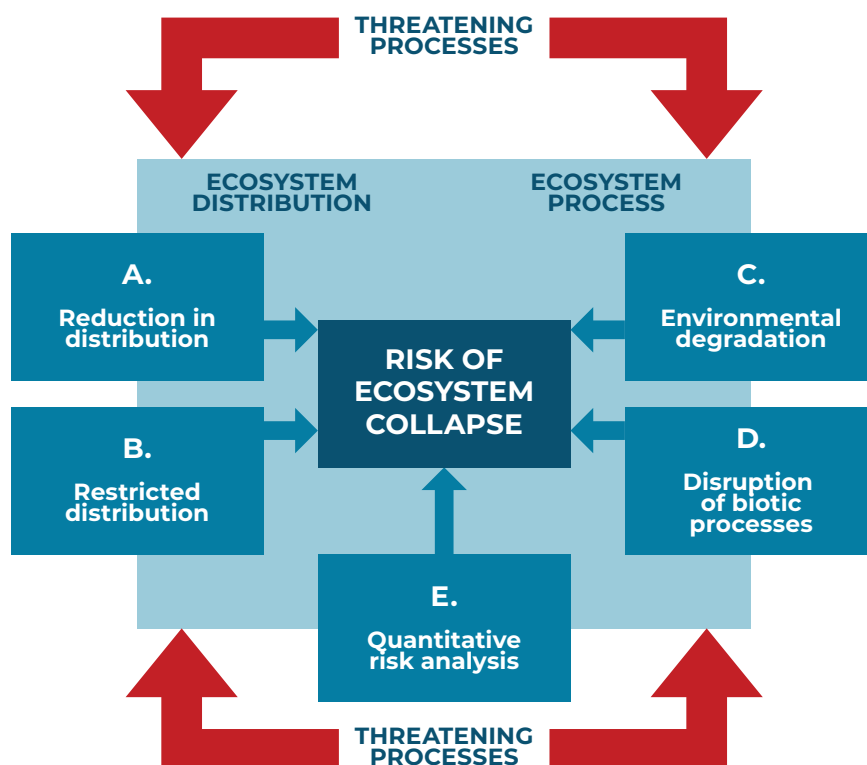 THREATENING
PROCESSES
ECOSYSTEM
DISTRIBUTION
ECOSYSTEM
PROCESS
A.
Reduction in
distribution
B.
Restricted
distribution
C.
Environmental
degradation
D.
Disruption
of biotic
processes
RISK OF
ECOSYSTEM
COLLAPSE
E.
Quantitative
risk analysis
THREATENING
PROCESSES